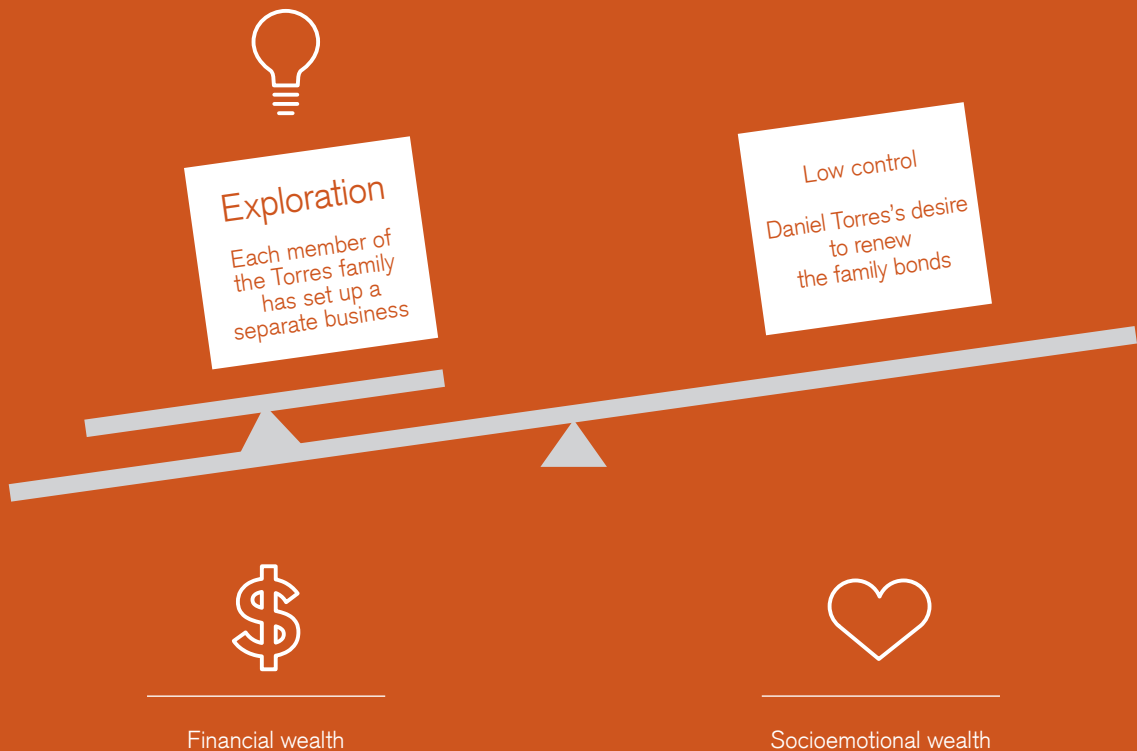 Exploration
Each member of
the Torres family
has set up a
separate business
Low control
Daniel Torres's desire
to renew
the family bonds
$
Financial wealth
Socioemotional wealth